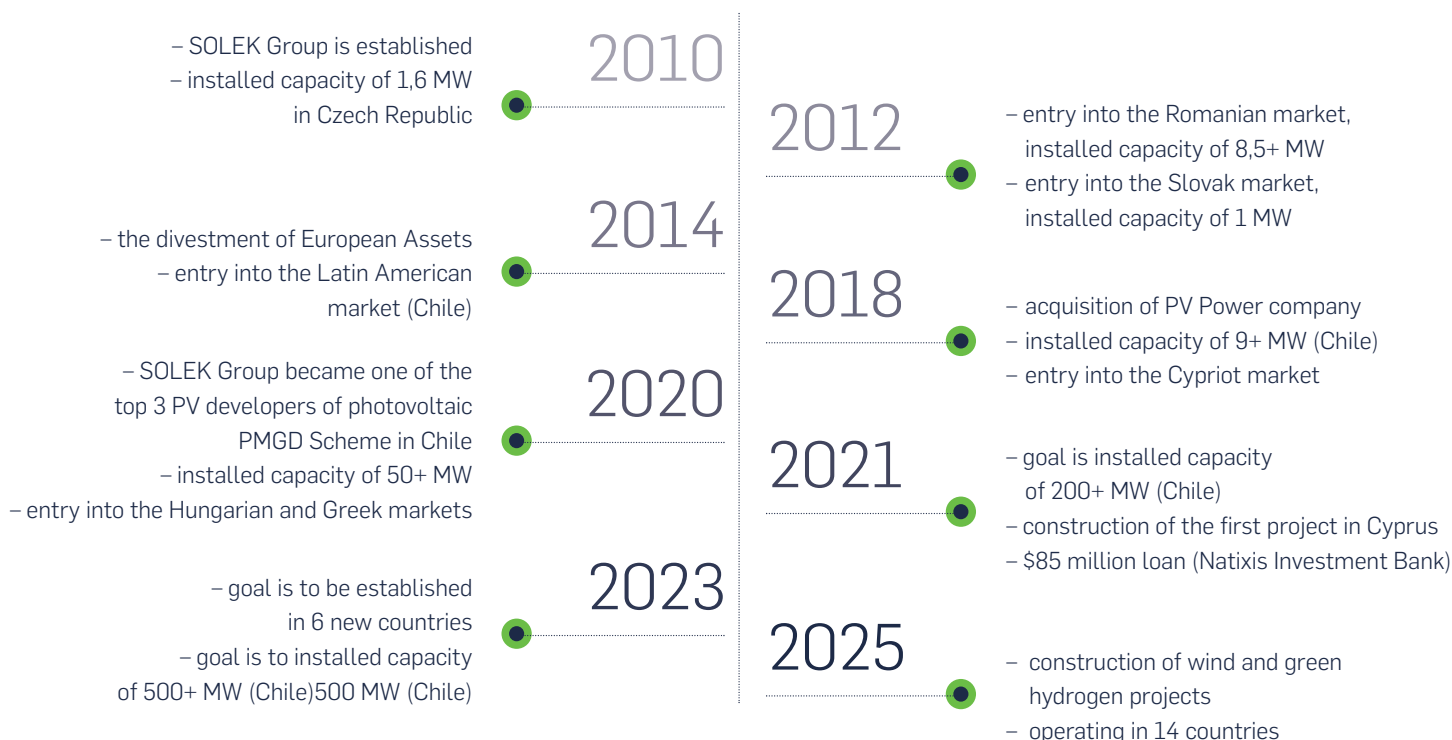 2010
– SOLEK Group is established
– installed capacity of 1,6 MW
in Czech Republic
2012
– entry into the Romanian market,
installed capacity of 8,5+ MW
– entry into the Slovak market,
installed capacity of 1 MW
2014
– the divestment of European Assets
– entry into the Latin American
market (Chile)
2018
– acquisition of PV Power company
– installed capacity of 9+ MW (Chile)
– entry into the Cypriot market
2020
– SOLEK Group became one of the
top 3 PV developers of photovoltaic
PMGD Scheme in Chile
– installed capacity of 50+ MW
– entry into the Hungarian and Greek markets
2021
– goal is installed capacity
of 200+ MW (Chile)
– construction of the first project in Cyprus
– $85 million loan (Natixis Investment Bank)
2023
– goal is to be established
in 6 new countries
– goal is to installed capacity
of 500+ MW (Chile)500 MW (Chile)
2025
– construction of wind and green
hydrogen projects
– operating in 14 countries